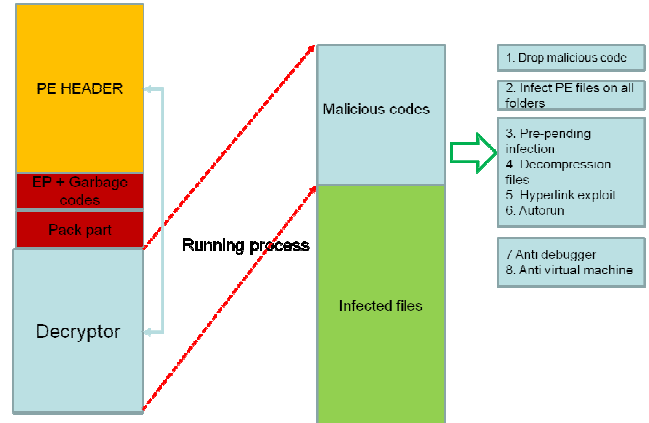 PE HEADER
EP + Garbage
codes
Pack part
Decryptor
Running process
Malicious codes
Infected files
1. Drop malicious code
2. Infect PE files on all
folders
3. Pre-pending
infection
4. Decompression
files
5. Hyperlink exploit
6. Autorun
7 Anti debugger
8. Anti virtual machine